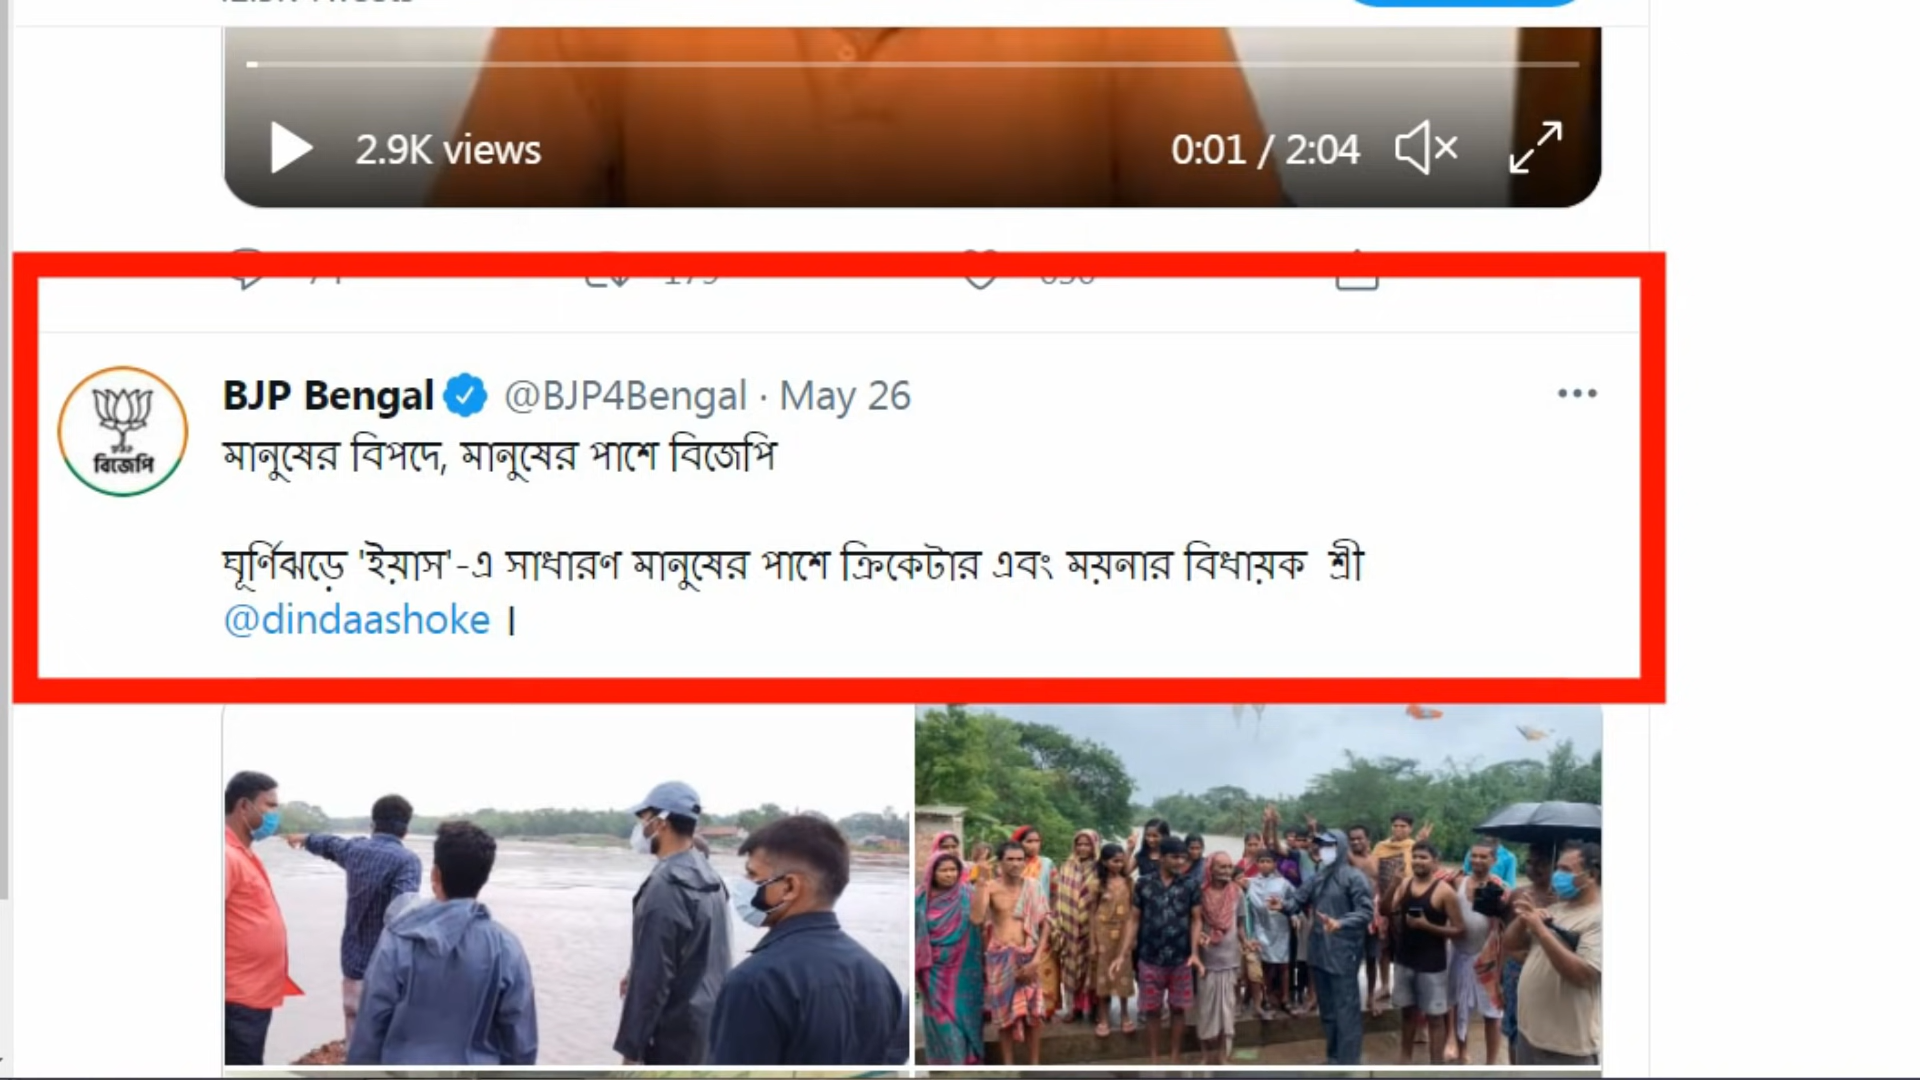 2.9K views
0:01 / 2:04
BJP Bengal @BJP4Bengal · May 26
বিজেপি
মানুষের বিপদে, মানুষের পাশে বিজেপি
ঘূর্ণিঝড়ে 'ইয়াস'-এ সাধারণ মানুষের পাশে ক্রিকেটার এবং ময়নার বিধায়ক শ্রী
@dindaashoke ।